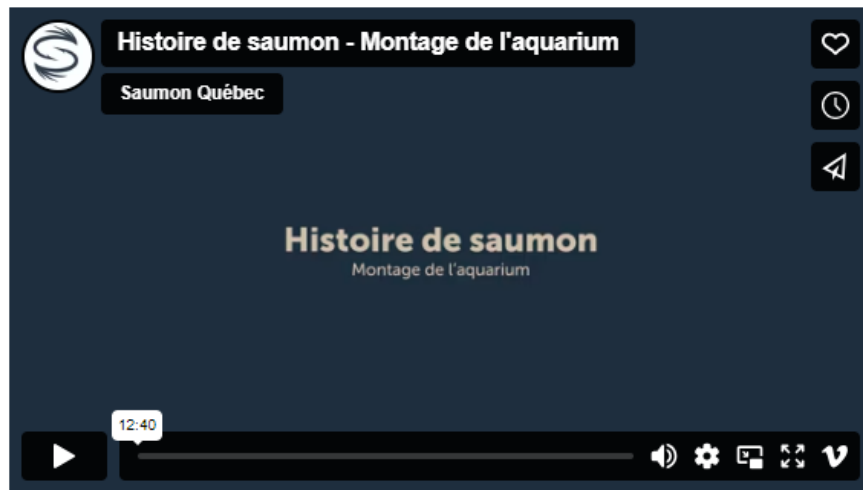 Histoire de saumon - Montage de l'aquarium
Saumon Québec
Histoire de saumon
Montage de l'aquarium
12:40